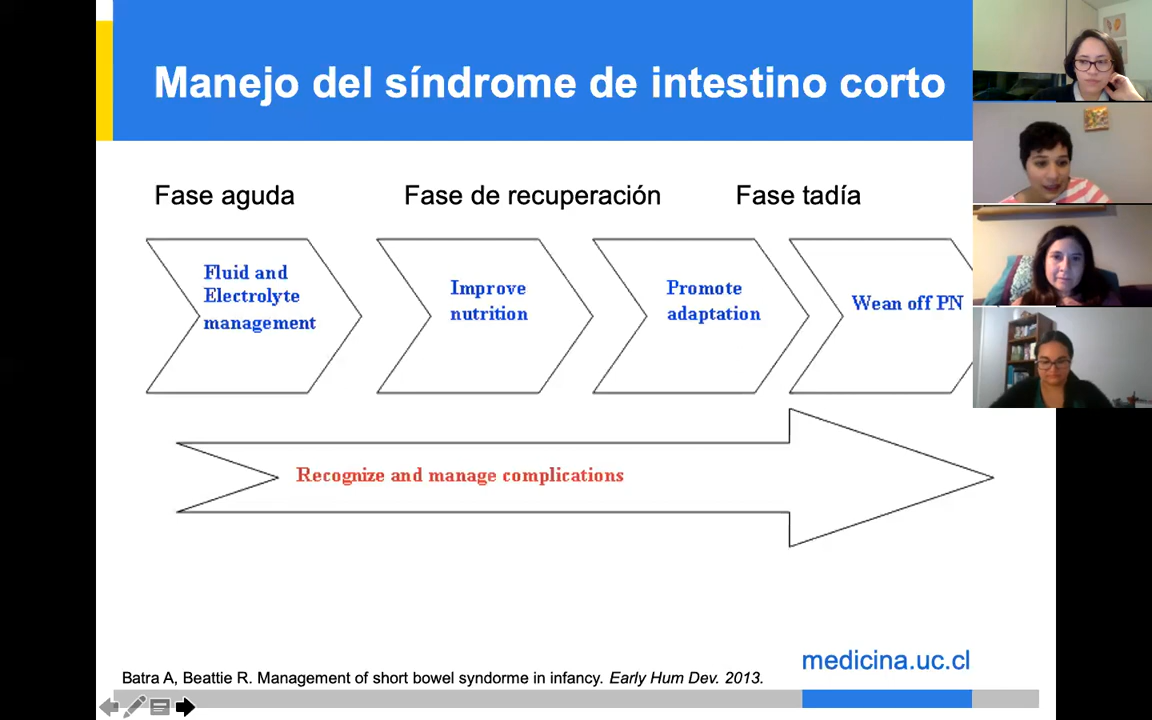 Manejo del síndrome de intestino corto
Fase aguda
Fase de recuperación
Fase tadía
Fluid and
Electrolyte
management
Improve
nutrition
Promote
adaptation
Wean off PN
Recognize and manage complications
medicina.uc.cl
Batra A, Beattie R. Management of short bowel syndorme in infancy. Early Hum Dev. 2013.